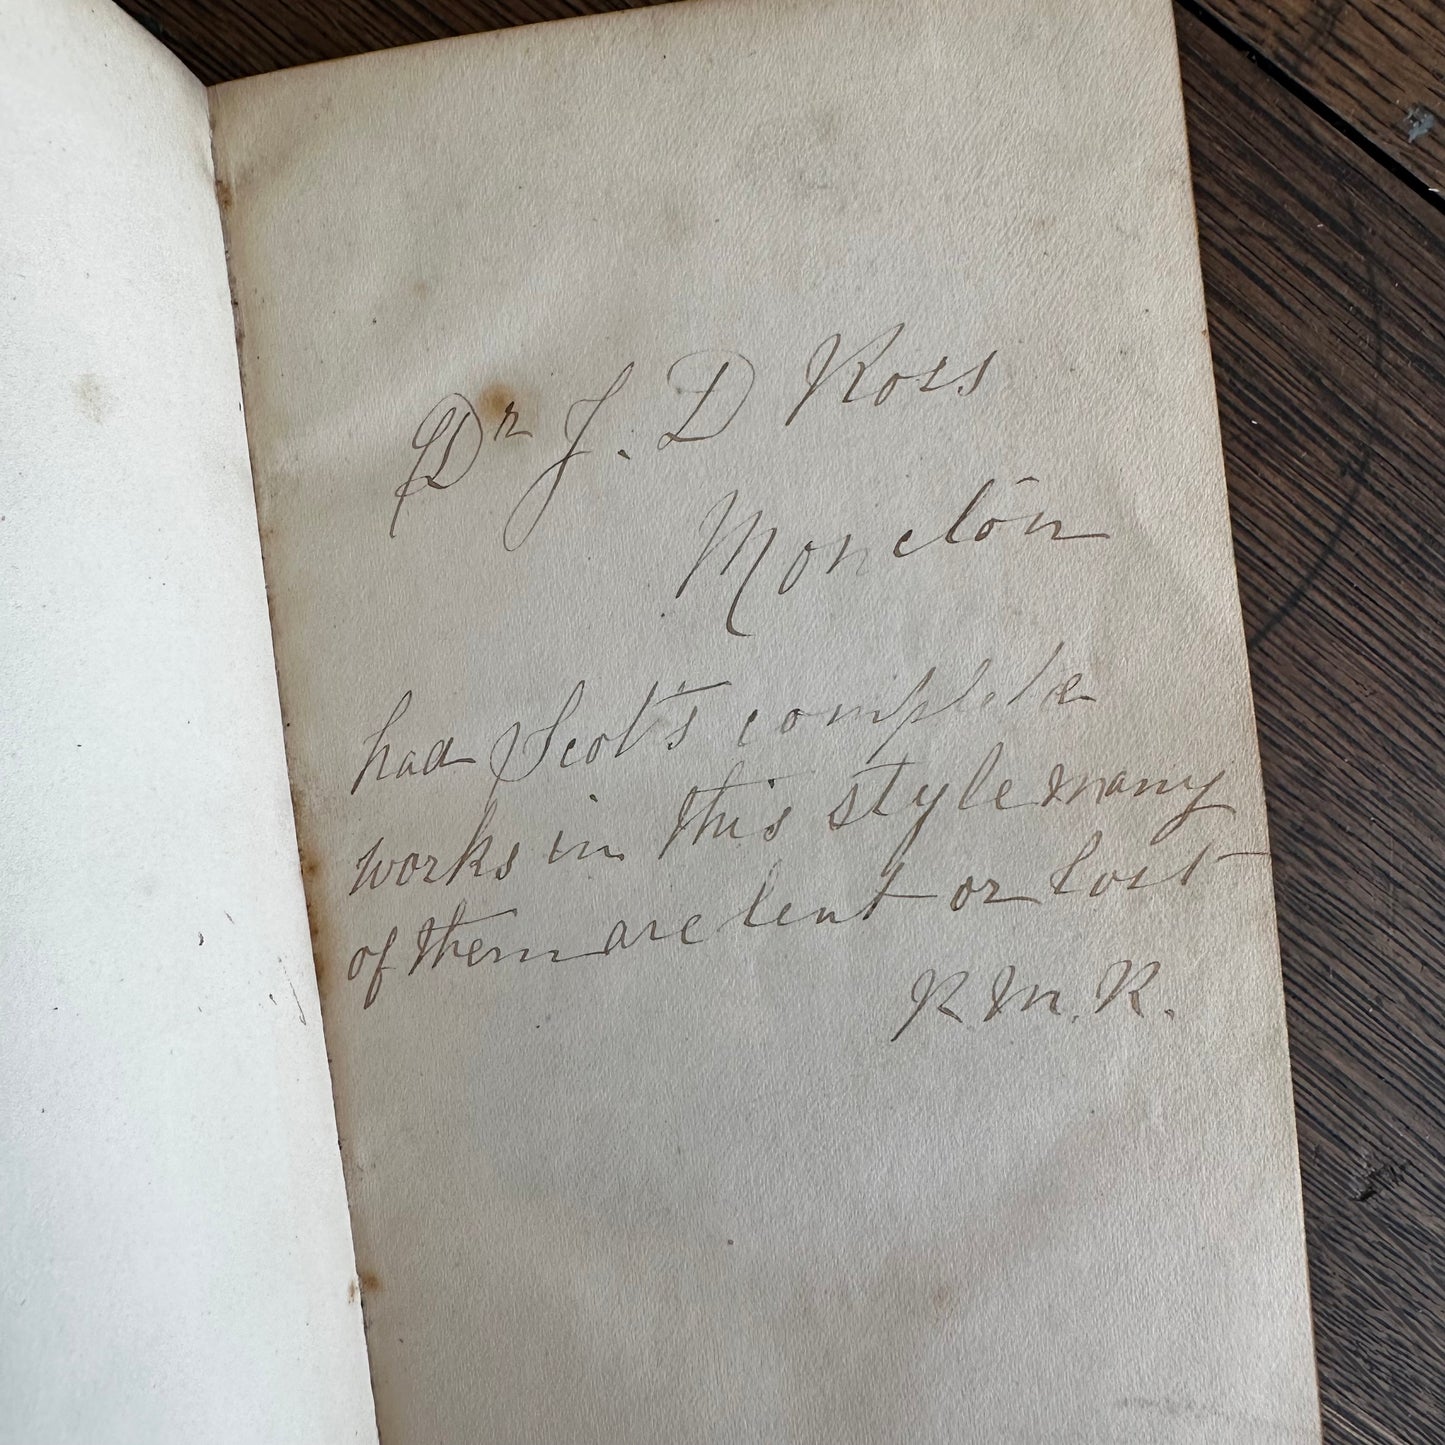 Dr J. D Ross
Moncton
had Scot's complete
works in this style many
of them are lent or lost
R. M. R.